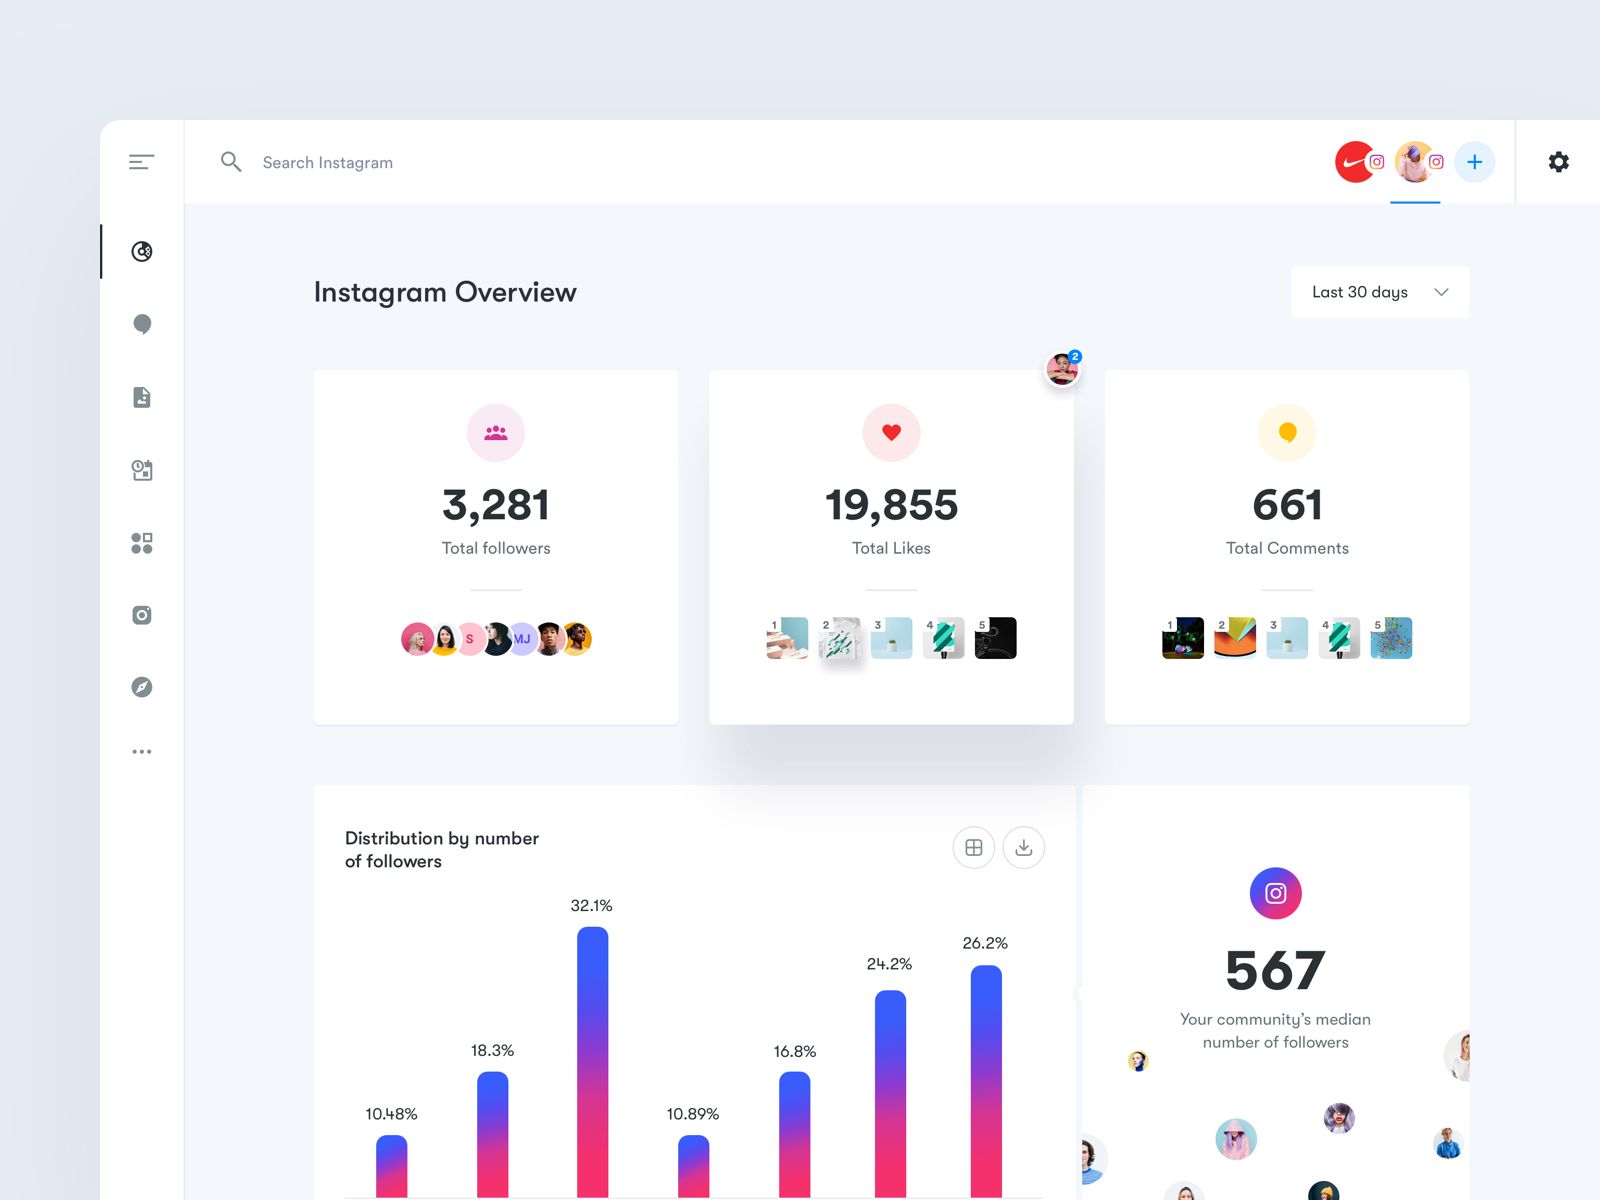 Search Instagram
Instagram Overview
Last 30 days
2
3,281
Total followers
S
MJ
19,855
Total Likes
1
2
3
4
5
661
Total Comments
1
2
3
4
5
Distribution by number
of followers
10.48%
18.3%
32.1%
10.89%
16.8%
24.2%
26.2%
567
Your community's median
number of followers